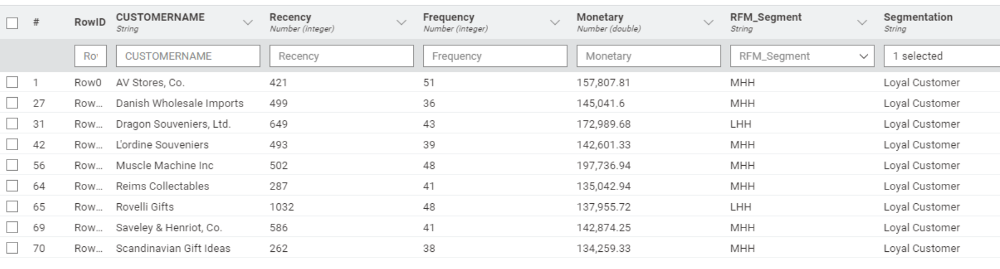 # RowID CUSTOMERNAME Recency Frequency Monetary RFM_Segment Segmentation
String Number (integer) Number (integer) Number (double) String String
Ro CUSTOMERNAME Recency Frequency Monetary RFM_Segment 1 selected
1 Row0 AV Stores, Co. 421 51 157,807.81 MHH Loyal Customer
27 Row... Danish Wholesale Imports 499 36 145,041.6 MHH Loyal Customer
31 Row... Dragon Souveniers, Ltd. 649 43 172,989.68 LHH Loyal Customer
42 Row... L'ordine Souveniers 493 39 142,601.33 MHH Loyal Customer
56 Row... Muscle Machine Inc 502 48 197,736.94 MHH Loyal Customer
64 Row... Reims Collectables 287 41 135,042.94 MHH Loyal Customer
65 Row... Rovelli Gifts 1032 48 137,955.72 LHH Loyal Customer
69 Row... Saveley & Henriot, Co. 586 41 142,874.25 MHH Loyal Customer
70 Row... Scandinavian Gift Ideas 262 38 134,259.33 MHH Loyal Customer